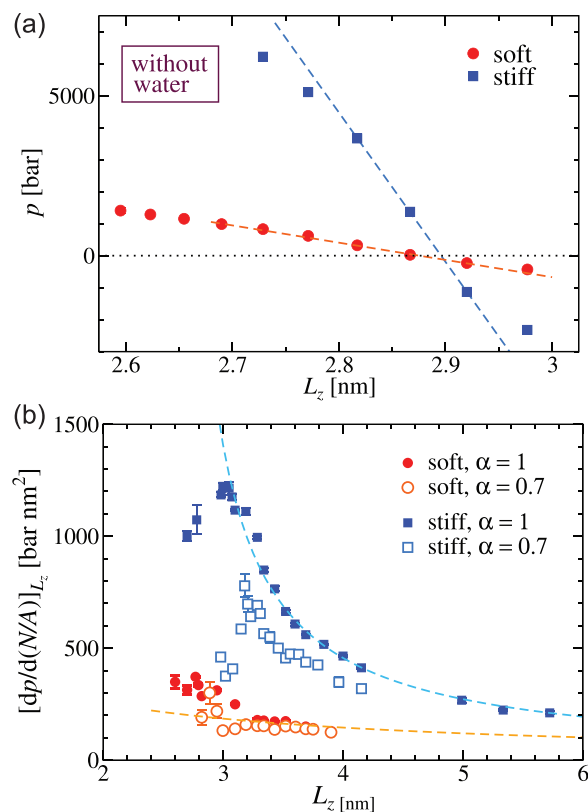 (a)
without
water
soft
stiff
p [bar]
5000
0
2.6 2.7 2.8 2.9 3
L_z [nm]
(b)
1500
1000
500
0
[dp/d(N/A)]_{L_z} [bar nm²]
soft, α = 1
soft, α = 0.7
stiff, α = 1
stiff, α = 0.7
2 3 4 5 6
L_z [nm]